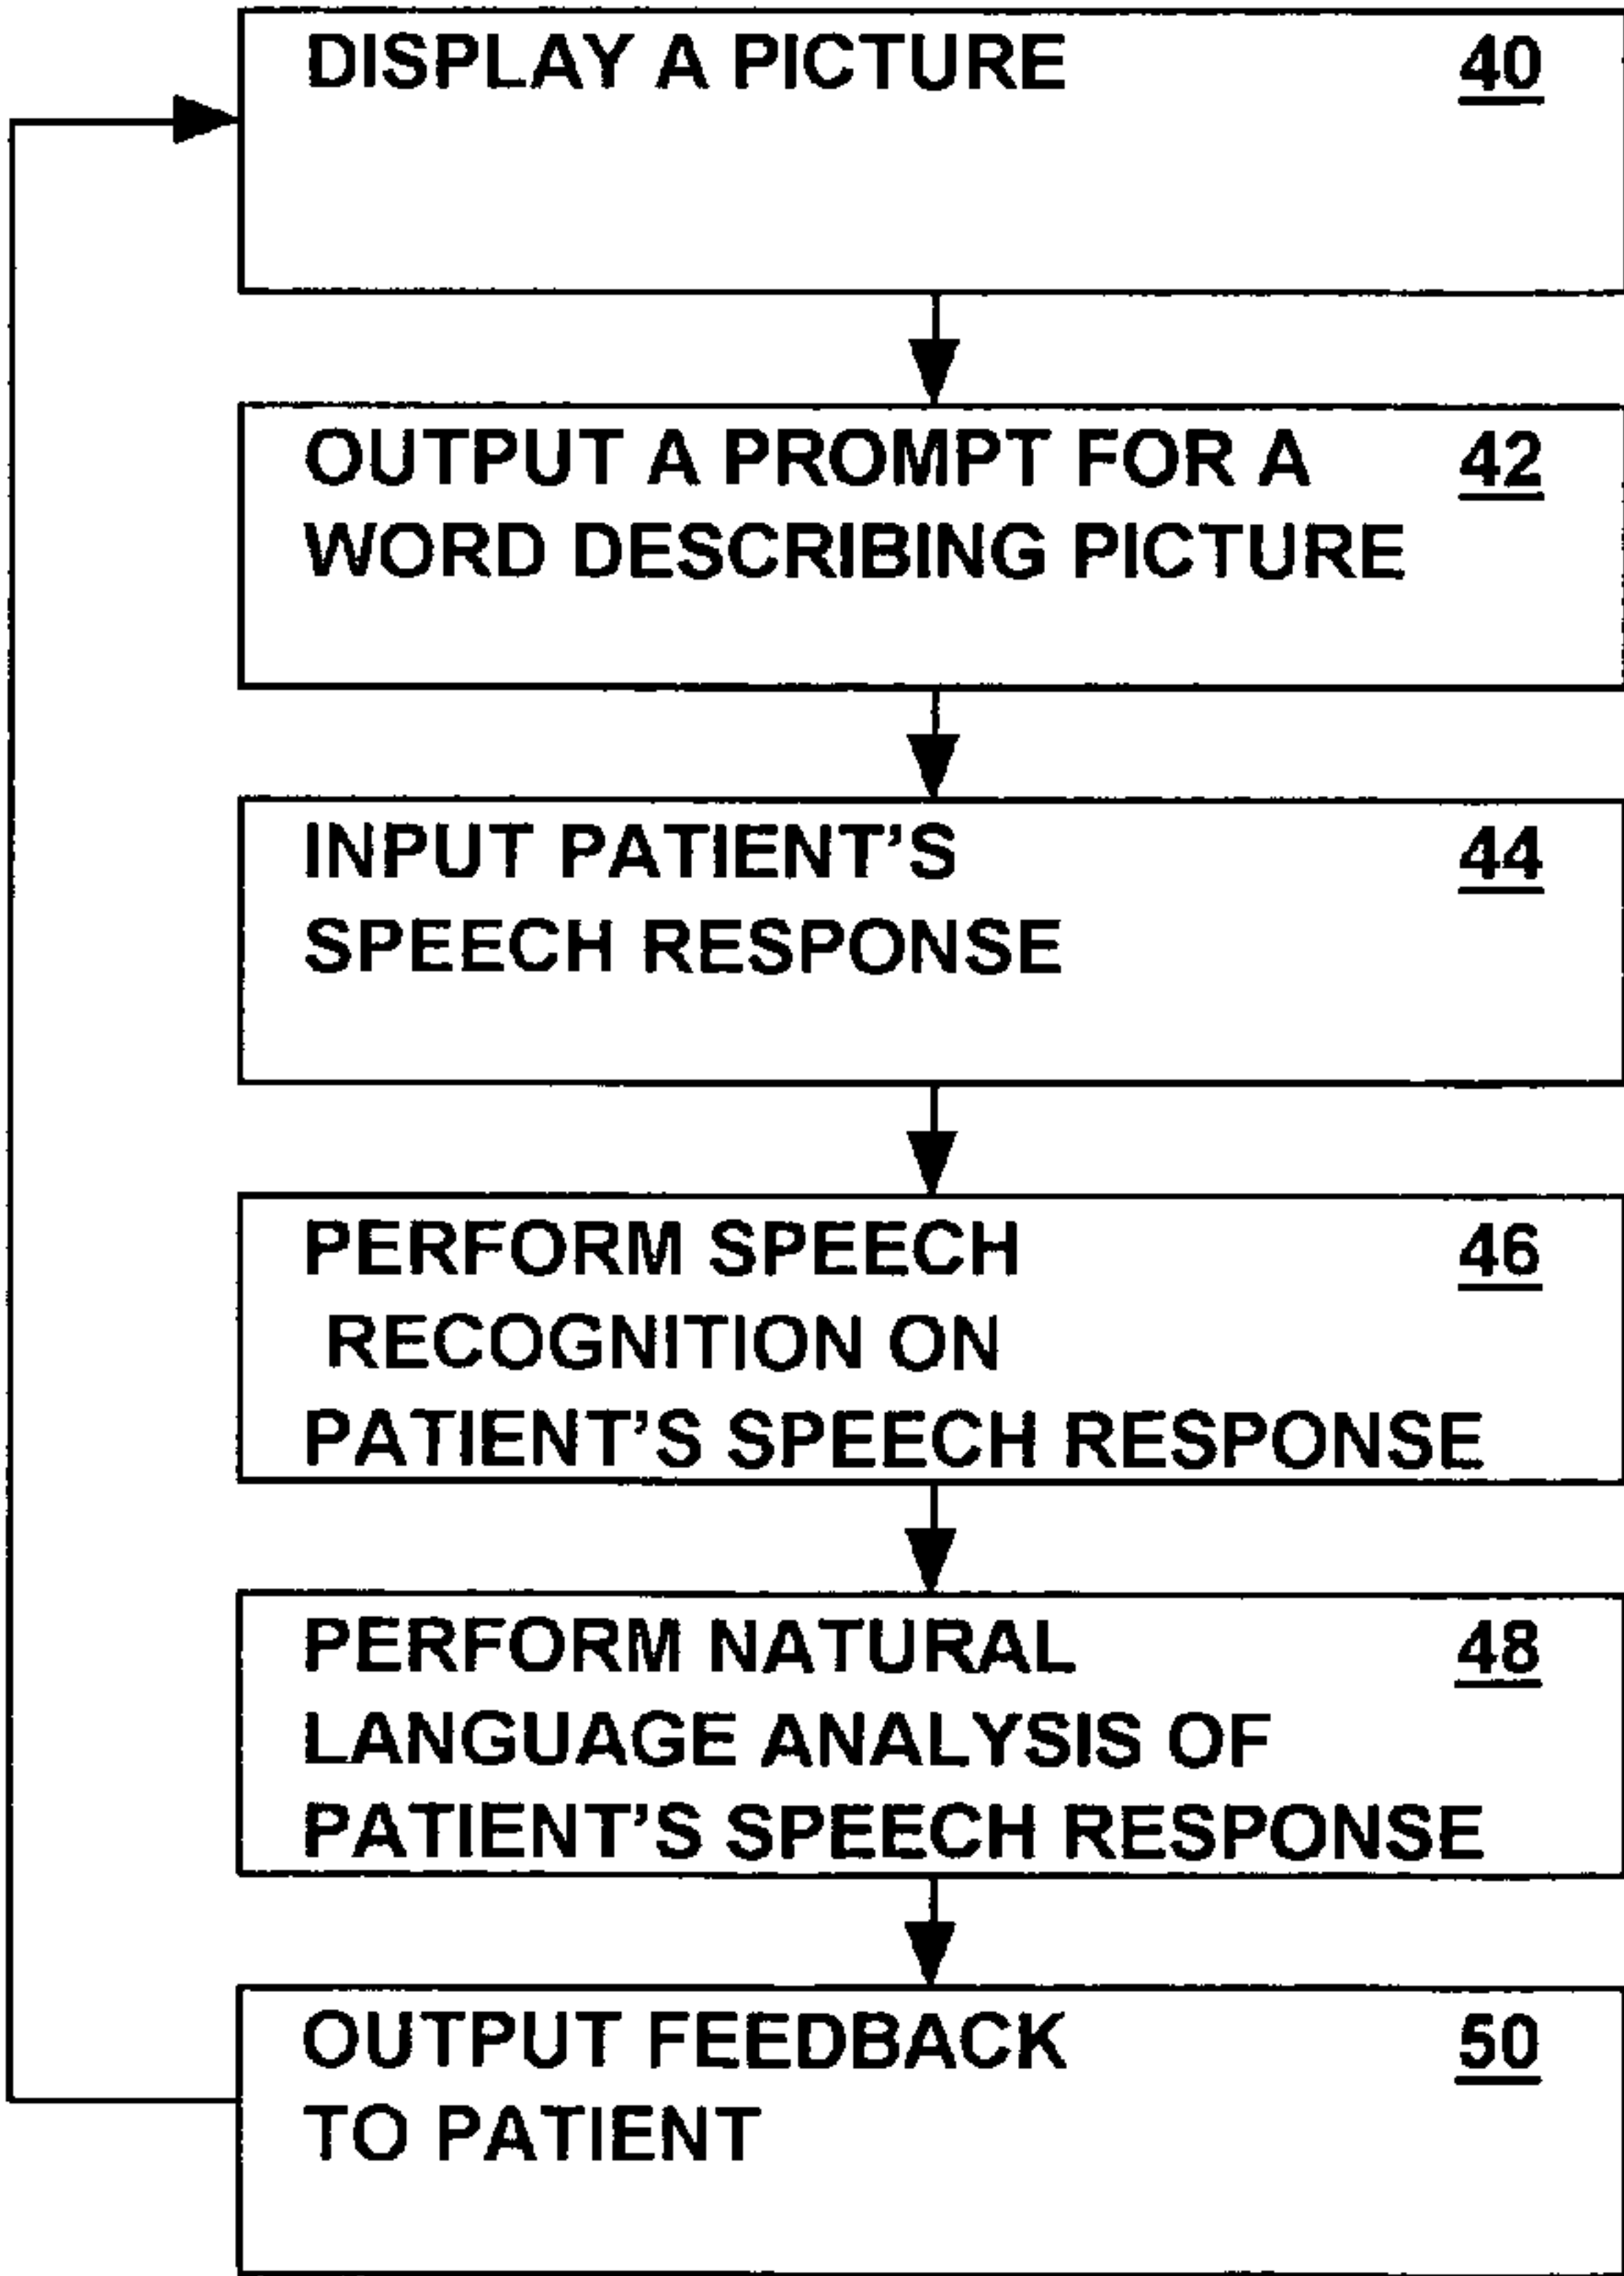 DISPLAY A PICTURE 40
OUTPUT A PROMPT FOR A 42
WORD DESCRIBING PICTURE
INPUT PATIENT'S 44
SPEECH RESPONSE
PERFORM SPEECH 46
RECOGNITION ON
PATIENT'S SPEECH RESPONSE
PERFORM NATURAL 48
LANGUAGE ANALYSIS OF
PATIENT'S SPEECH RESPONSE
OUTPUT FEEDBACK 50
TO PATIENT